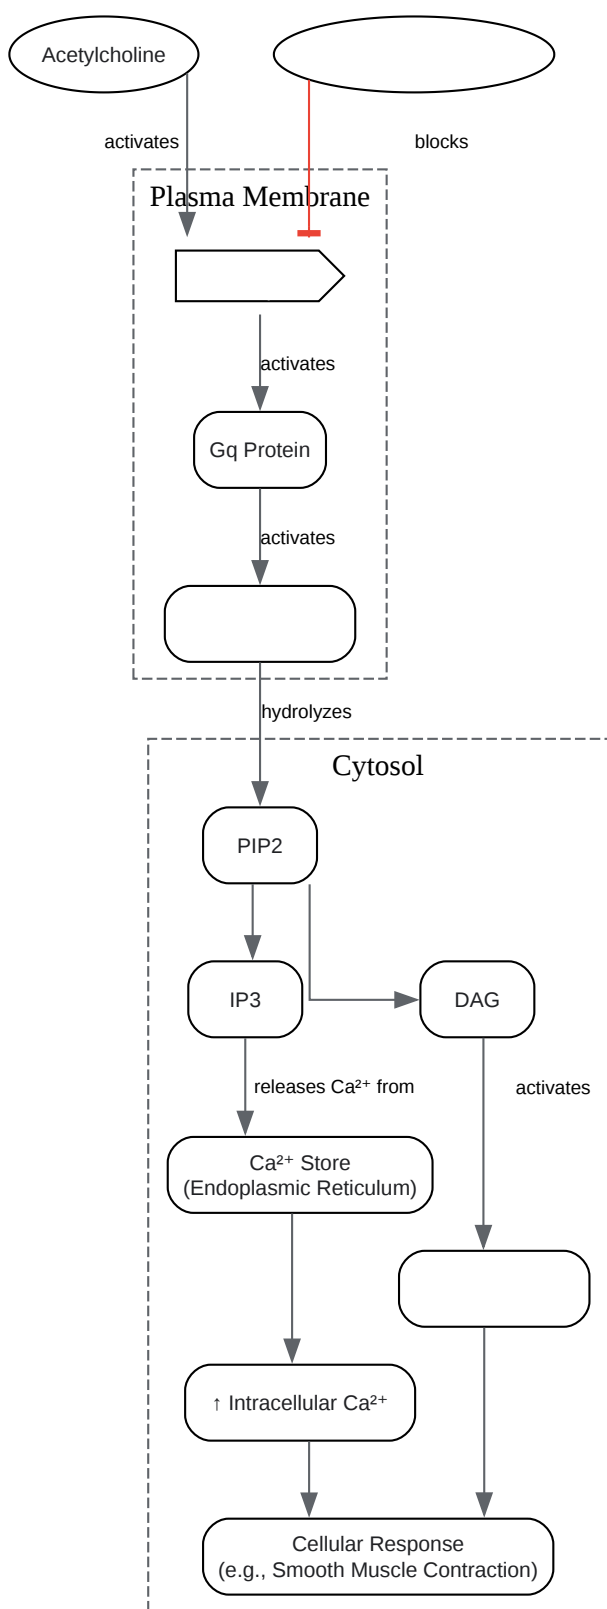 Acetylcholine
activates
blocks
Plasma Membrane
activates
Gq Protein
activates
hydrolyzes
Cytosol
PIP2
IP3
DAG
releases Ca²⁺ from
activates
Ca²⁺ Store
(Endoplasmic Reticulum)
↑ Intracellular Ca²⁺
Cellular Response
(e.g., Smooth Muscle Contraction)